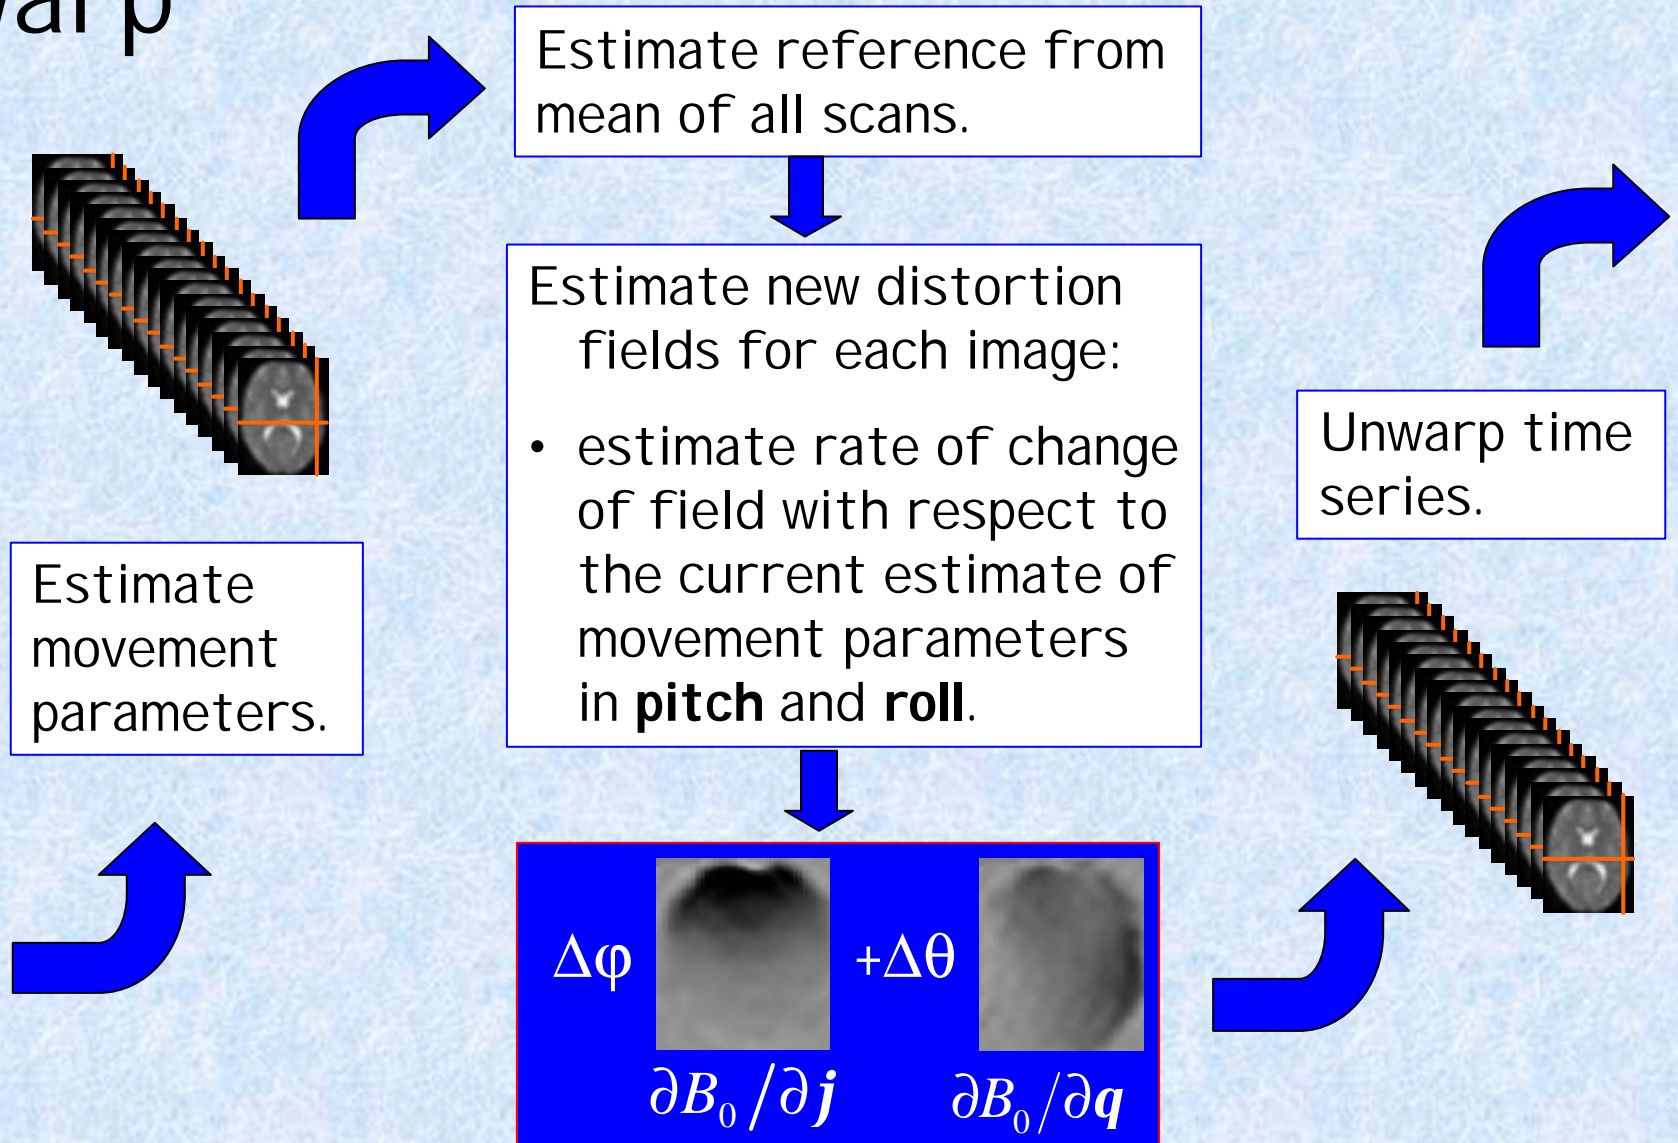 warp
Estimate reference from
mean of all scans.
Estimate new distortion
fields for each image:
• estimate rate of change
of field with respect to
the current estimate of
movement parameters
in pitch and roll.
Estimate
movement
parameters.
Unwarp time
series.
Δφ +Δθ
∂B₀/∂j ∂B₀/∂q